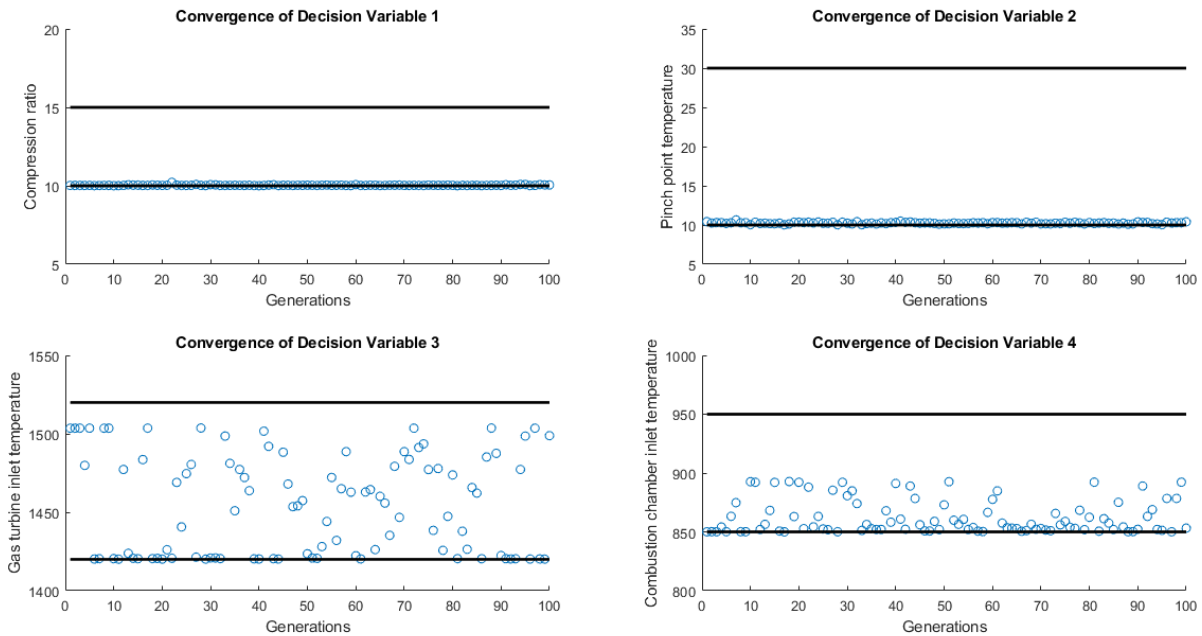 Convergence of Decision Variable 1
20
15
10
5
0 10 20 30 40 50 60 70 80 90 100
Compression ratio
Generations
Convergence of Decision Variable 2
35
30
25
20
15
10
5
0 10 20 30 40 50 60 70 80 90 100
Pinch point temperature
Generations
Convergence of Decision Variable 3
1550
1500
1450
1400
0 10 20 30 40 50 60 70 80 90 100
Gas turbine inlet temperature
Generations
Convergence of Decision Variable 4
1000
950
900
850
800
0 10 20 30 40 50 60 70 80 90 100
Combustion chamber inlet temperature
Generations